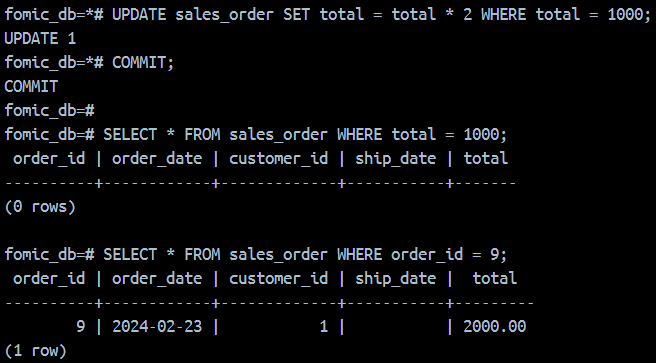 fomic_db=*# UPDATE sales_order SET total = total * 2 WHERE total = 1000;
UPDATE 1
fomic_db=*# COMMIT;
COMMIT
fomic_db=#
fomic_db=# SELECT * FROM sales_order WHERE total = 1000;
 order_id | order_date | customer_id | ship_date | total
----------+------------+-------------+-----------+-------
(0 rows)

fomic_db=# SELECT * FROM sales_order WHERE order_id = 9;
 order_id | order_date | customer_id | ship_date |  total
----------+------------+-------------+-----------+---------
        9 | 2024-02-23 |           1 |           | 2000.00
(1 row)